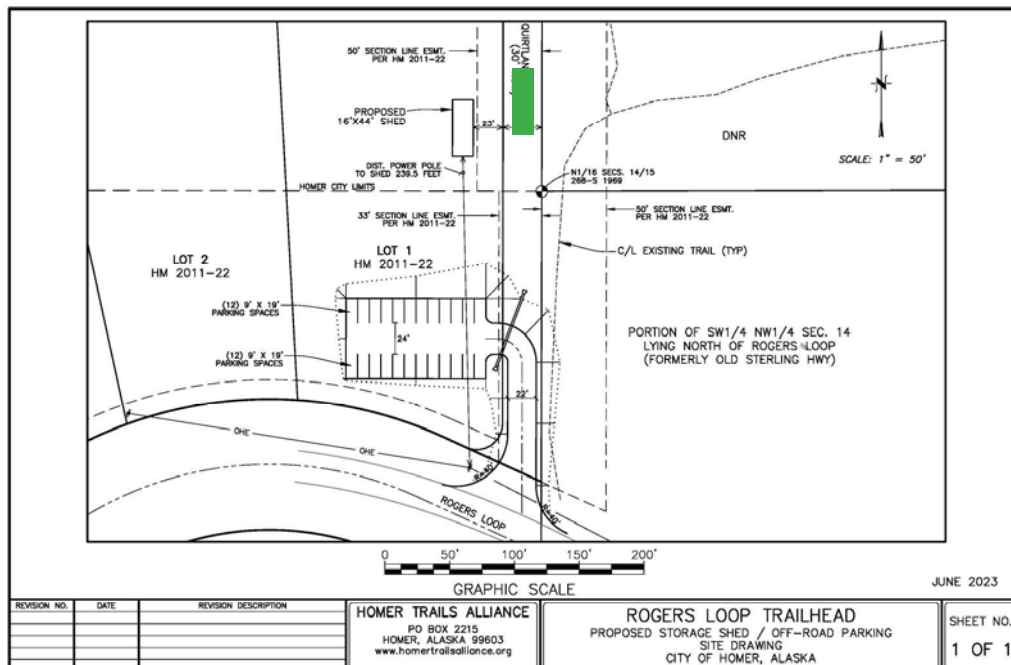 50' SECTION LINE ESMT.
PER HM 2011-22
(30'
PROPOSED
16'X44' SHED
23'
DNR
N
SCALE: 1" = 50'
DIST. POWER POLE
TO SHED 239.5 FEET
N1/16 SECS. 14/15
268-S 1969
HOMER CITY LIMITS
33' SECTION LINE ESMT.
PER HM 2011-22
50' SECTION LINE ESMT.
PER HM 2011-22
C/L EXISTING TRAIL (TYP)
LOT 2
HM 2011-22
LOT 1
HM 2011-22
(12) 9' X 19'
PARKING SPACES
24'
(12) 9' X 19'
PARKING SPACES
PORTION OF SW1/4 NW1/4 SEC. 14
LYING NORTH OF ROGERS LOOP
(FORMERLY OLD STERLING HWY)
22'
OHE
OHE
R=40'
R=40'
ROGERS LOOP
0 50' 100' 150' 200'
GRAPHIC SCALE
JUNE 2023
REVISION NO. DATE REVISION DESCRIPTION
HOMER TRAILS ALLIANCE
PO BOX 2215
HOMER, ALASKA 99603
www.homertrailsalliance.org
ROGERS LOOP TRAILHEAD
PROPOSED STORAGE SHED / OFF-ROAD PARKING
SITE DRAWING
CITY OF HOMER, ALASKA
SHEET NO.
1 OF 1